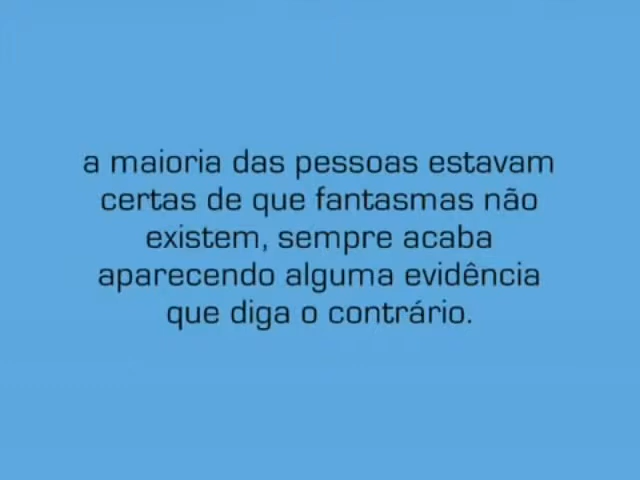 a maioria das pessoas estavam
certas de que fantasmas não
existem, sempre acaba
aparecendo alguma evidência
que diga o contrário.